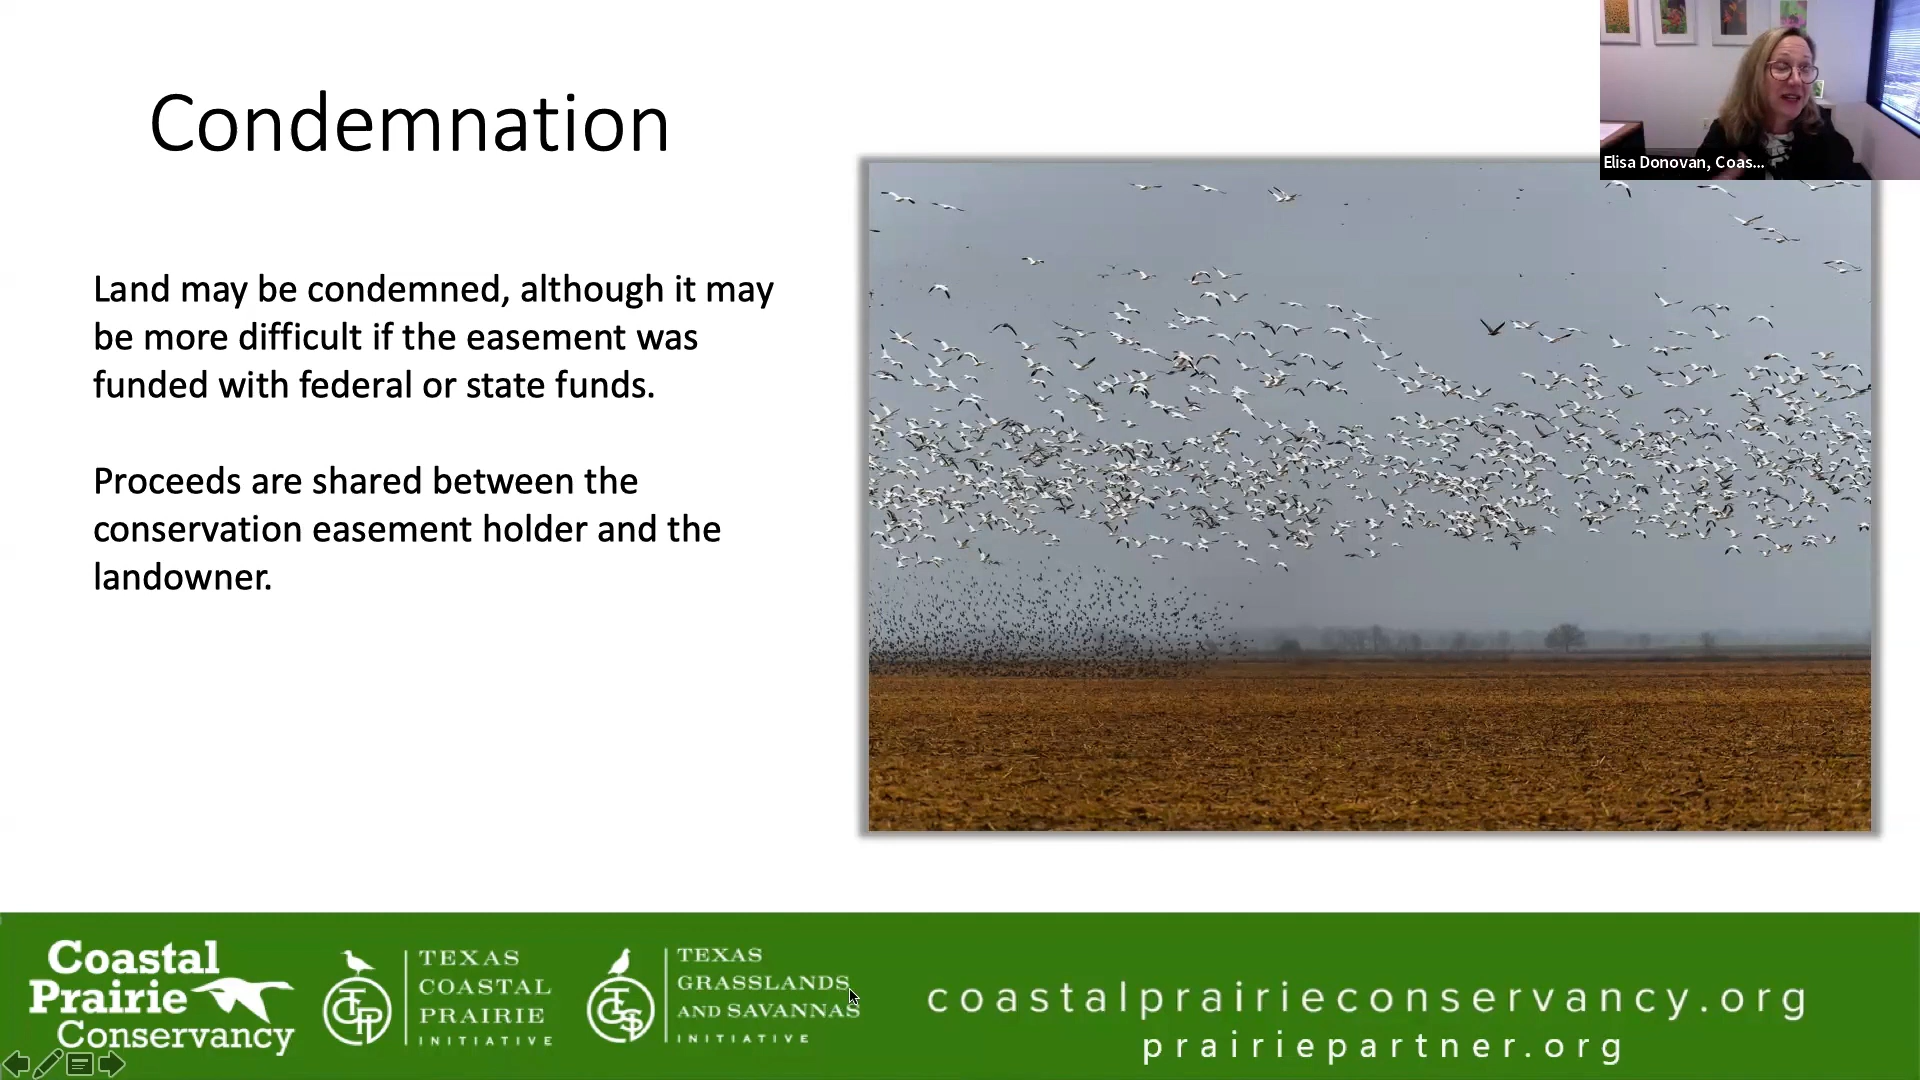 Condemnation
Elisa Donovan, Coas...
Land may be condemned, although it may
be more difficult if the easement was
funded with federal or state funds.
Proceeds are shared between the
conservation easement holder and the
landowner.
Coastal
Prairie
Conservancy
TEXAS
COASTAL
PRAIRIE
INITIATIVE
TEXAS
GRASSLANDS
AND SAVANNAS
INITIATIVE
coastalprairieconservancy.org
prairiepartner.org